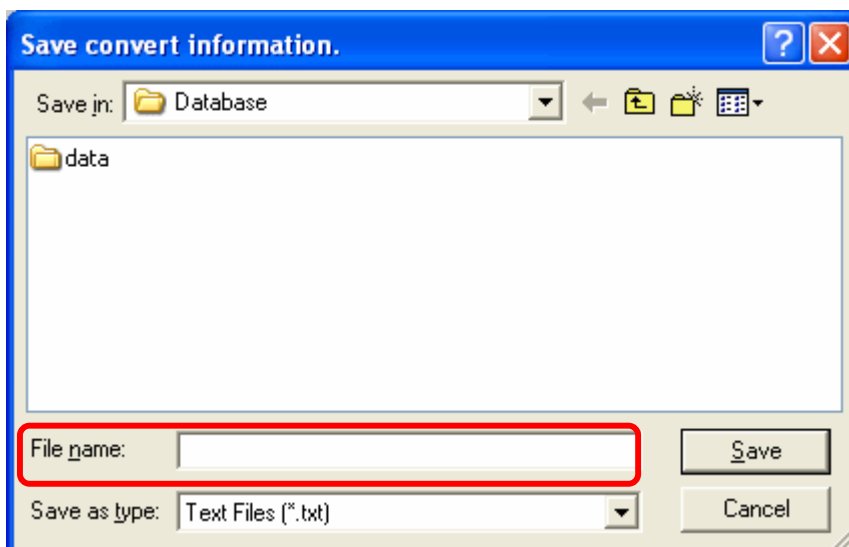 Save convert information.
Save in: Database
data
File name:
Save
Save as type: Text Files (*.txt)
Cancel